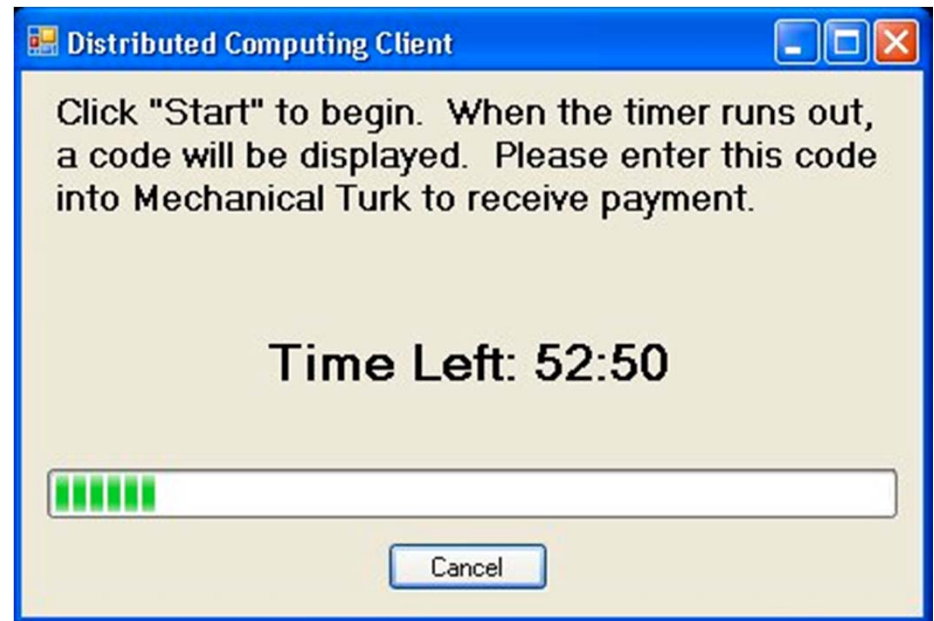 Distributed Computing Client
Click "Start" to begin.  When the timer runs out,
a code will be displayed.  Please enter this code
into Mechanical Turk to receive payment.
Time Left: 52:50
Cancel